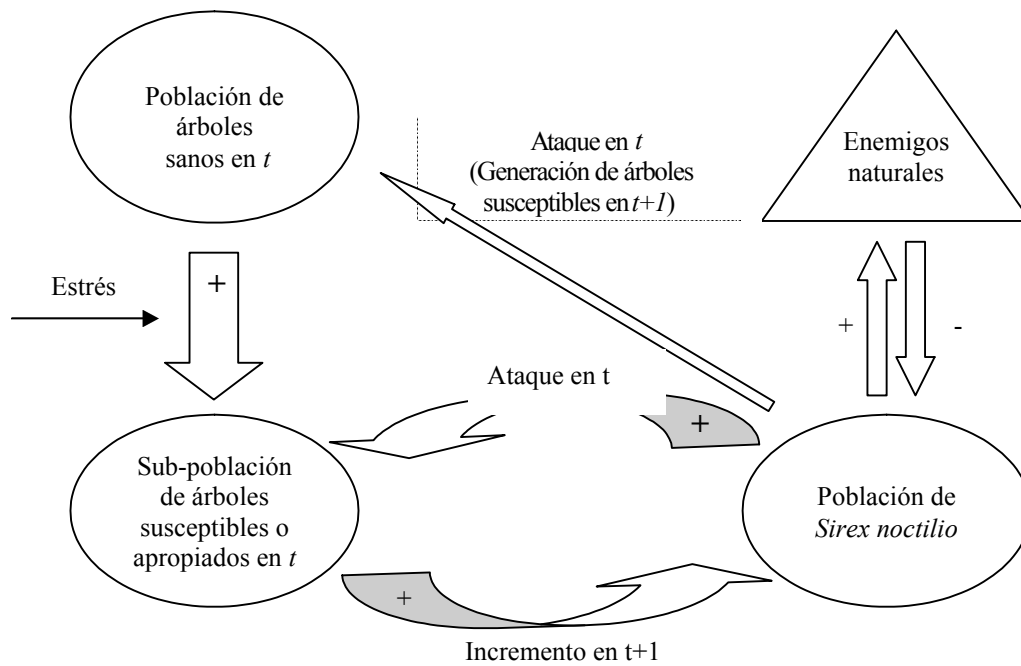 Población de
árboles
sanos en t
Ataque en t
(Generación de árboles
susceptibles en t+1)
Enemigos
naturales
Estrés
+
+
-
Ataque en t
+
Sub-población
de árboles
susceptibles o
apropiados en t
Población de
Sirex noctilio
+
Incremento en t+1